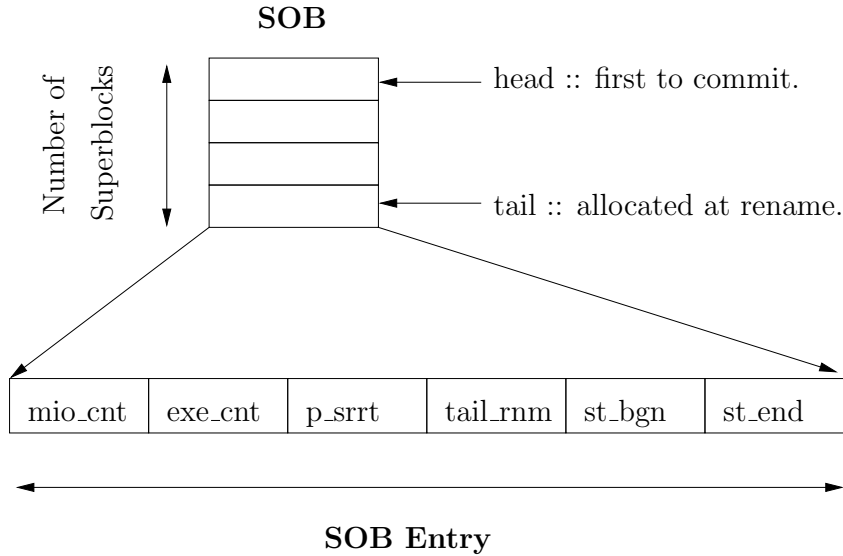 SOB
Number of
Superblocks
head :: first to commit.
tail :: allocated at rename.
mio_cnt
exe_cnt
p_srrt
tail_rnm
st_bgn
st_end
SOB Entry